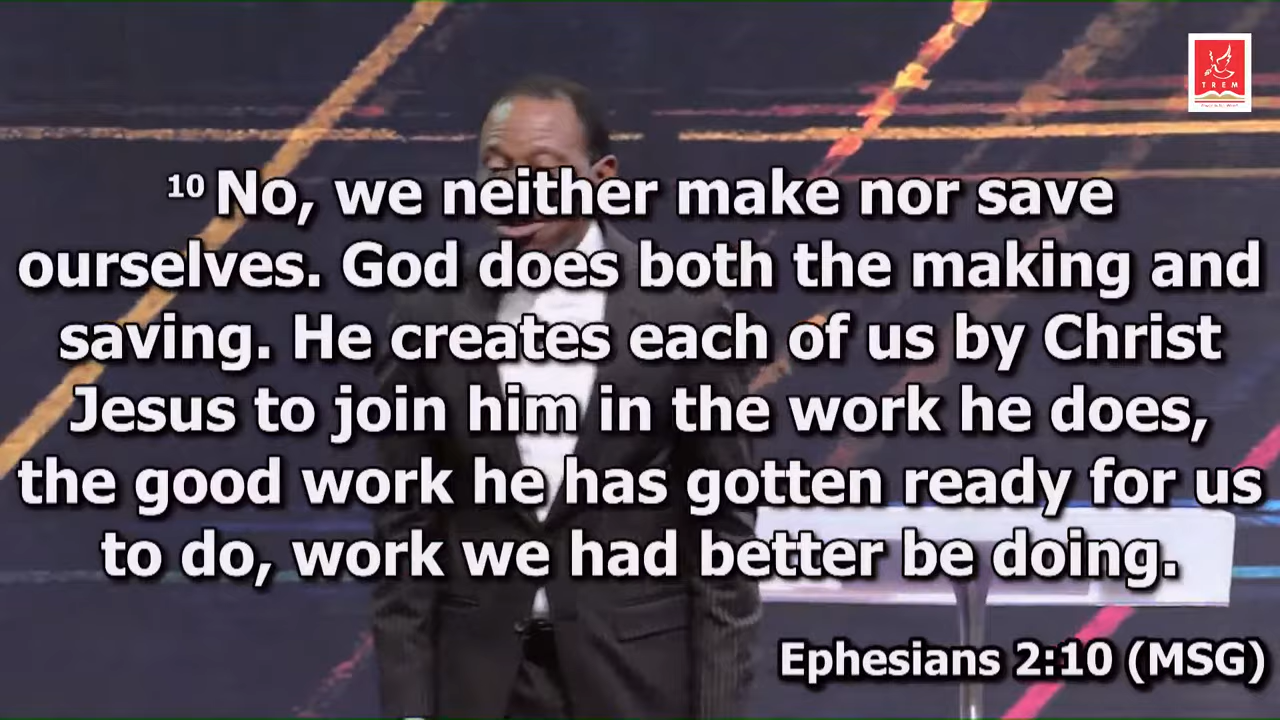 TREM
10 No, we neither make nor save
ourselves. God does both the making and
saving. He creates each of us by Christ
Jesus to join him in the work he does,
the good work he has gotten ready for us
to do, work we had better be doing.
Ephesians 2:10 (MSG)